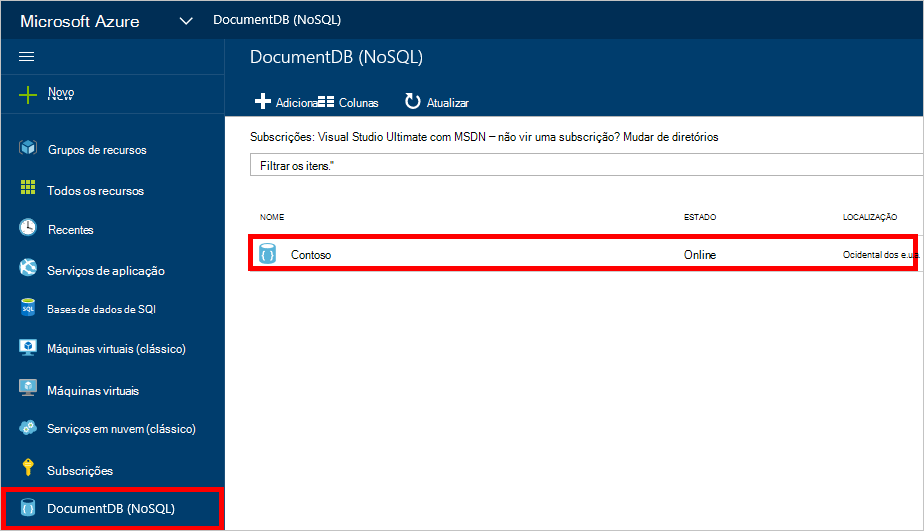 Microsoft Azure
DocumentDB (NoSQL)
Novo
DocumentDB (NoSQL)
Adicionar
Colunas
Atualizar
Subscrições: Visual Studio Ultimate com MSDN – não vir uma subscrição? Mudar de diretórios
Filtrar os itens."
NOME
ESTADO
LOCALIZAÇÃO
Contoso
Online
Ocidental dos e.ua.
Grupos de recursos
Todos os recursos
Recentes
Serviços de aplicação
Bases de dados de SQl
Máquinas virtuais (clássico)
Máquinas virtuais
Serviços em nuvem (clássico)
Subscrições
DocumentDB (NoSQL)